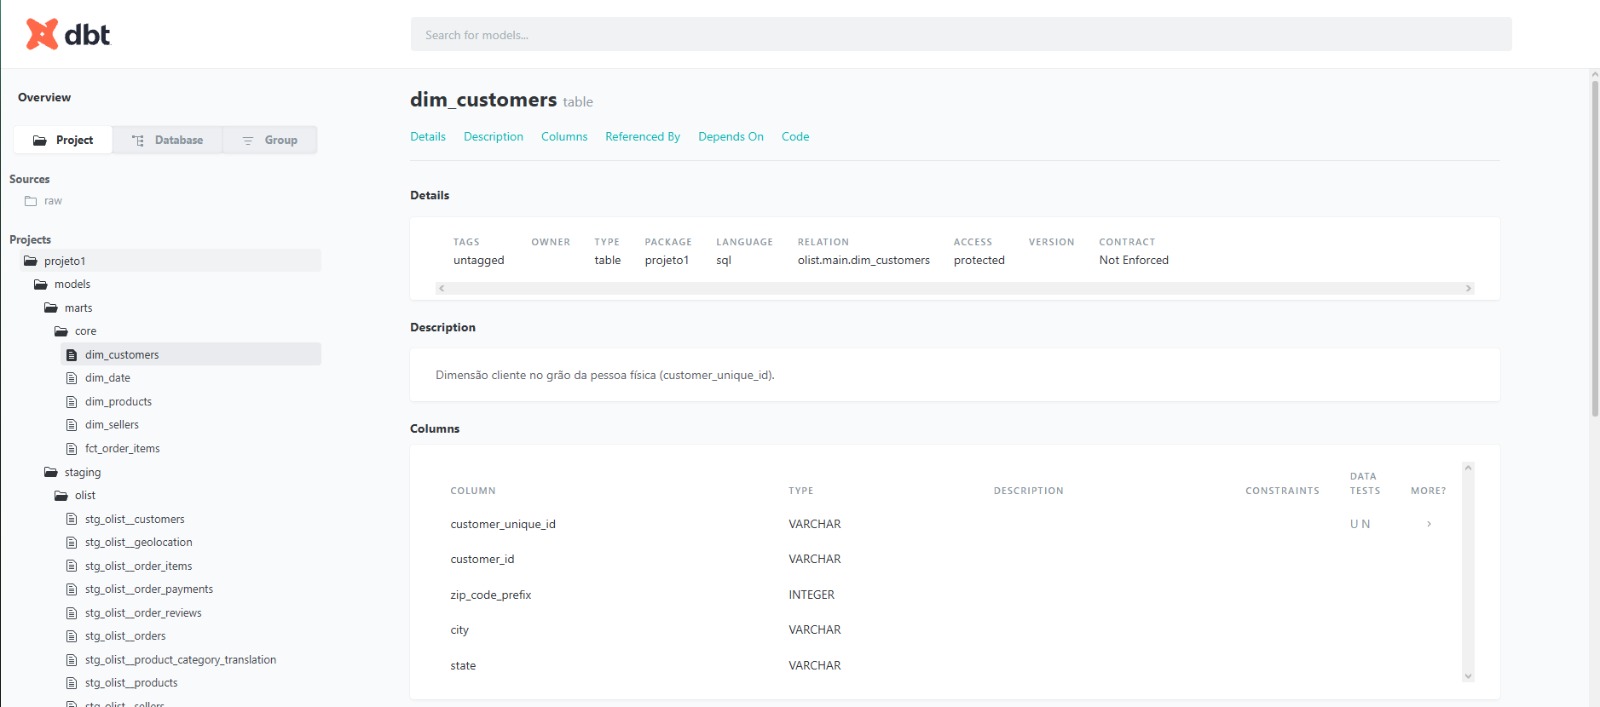 dbt
Search for models...
Overview
Project Database Group
Sources
raw
Projects
projeto1
models
marts
core
dim_customers
dim_date
dim_products
dim_sellers
fct_order_items
staging
olist
stg_olist__customers
stg_olist__geolocation
stg_olist__order_items
stg_olist__order_payments
stg_olist__order_reviews
stg_olist__orders
stg_olist__product_category_translation
stg_olist__products
stg_olist__sellers
dim_customers table
Details Description Columns Referenced By Depends On Code
Details
TAGS OWNER TYPE PACKAGE LANGUAGE RELATION ACCESS VERSION CONTRACT
untagged table projeto1 sql olist.main.dim_customers protected Not Enforced
Description
Dimensão cliente no grão da pessoa física (customer_unique_id).
Columns
COLUMN TYPE DESCRIPTION CONSTRAINTS DATA TESTS MORE?
customer_unique_id VARCHAR U N
customer_id VARCHAR
zip_code_prefix INTEGER
city VARCHAR
state VARCHAR